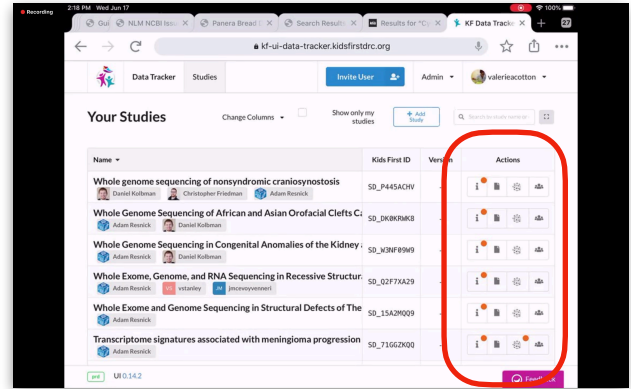 Recording
2:18 PM Wed Jun 17
100%
Gui
NLM NCBI Issu
Panera Bread
Search Results
Results for "C
KF Data Tracke
27
kf-ui-data-tracker.kidsfirstdrc.org
Data Tracker
Studies
Invite User
Admin
valerieacotton
Your Studies
Change Columns
Show only my studies
+ Add Study
Name
Kids First ID
Version
Actions
Whole genome sequencing of nonsyndromic craniosynostosis
Daniel Kolbman
Christopher Friedman
Adam Resnick
SD_P445ACHV
Whole Genome Sequencing of African and Asian Orofacial Clefts Ca
Adam Resnick
Daniel Kolbman
SD_DK0KRWK8
Whole Genome Sequencing in Congenital Anomalies of the Kidney
Adam Resnick
Daniel Kolbman
SD_W3NF09W9
Whole Exome, Genome, and RNA Sequencing in Recessive Structur
Adam Resnick
VS vstanley
JM jmcevoyvenneri
SD_Q2F7XA29
Whole Exome and Genome Sequencing in Structural Defects of The
Adam Resnick
SD_15A2MQQ9
Transcriptome signatures associated with meningioma progression
Adam Resnick
SD_71GGZKQQ
prd
UI 0.14.2
Feedback